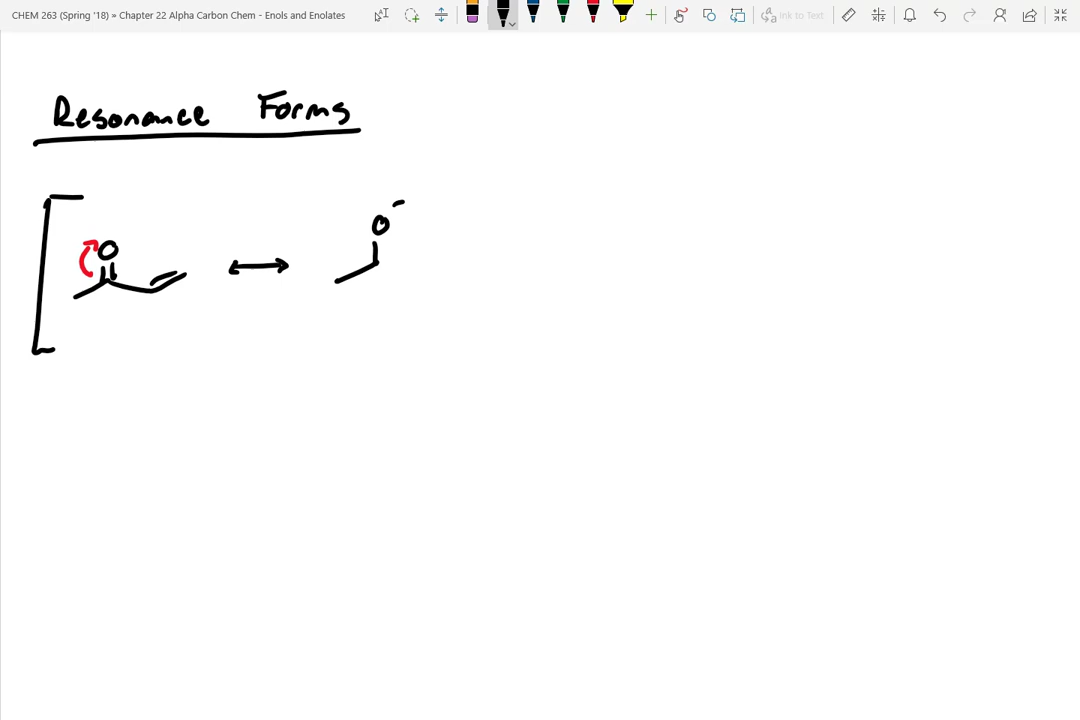 CHEM 263 (Spring '18) » Chapter 22 Alpha Carbon Chem - Enols and Enolates
Ink to Text
Resonance Forms
O ⁻
O